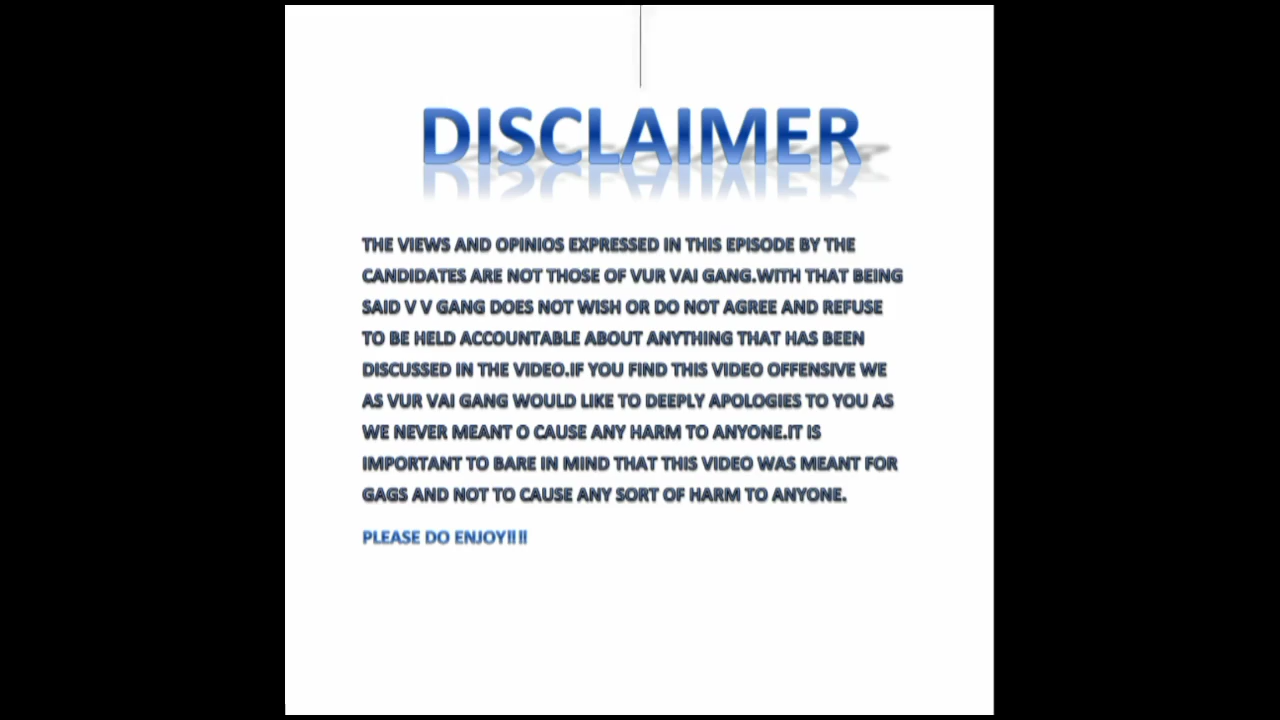 DISCLAIMER
THE VIEWS AND OPINIOS EXPRESSED IN THIS EPISODE BY THE
CANDIDATES ARE NOT THOSE OF VUR VAI GANG.WITH THAT BEING
SAID V V GANG DOES NOT WISH OR DO NOT AGREE AND REFUSE
TO BE HELD ACCOUNTABLE ABOUT ANYTHING THAT HAS BEEN
DISCUSSED IN THE VIDEO.IF YOU FIND THIS VIDEO OFFENSIVE WE
AS VUR VAI GANG WOULD LIKE TO DEEPLY APOLOGIES TO YOU AS
WE NEVER MEANT O CAUSE ANY HARM TO ANYONE.IT IS
IMPORTANT TO BARE IN MIND THAT THIS VIDEO WAS MEANT FOR
GAGS AND NOT TO CAUSE ANY SORT OF HARM TO ANYONE.
PLEASE DO ENJOY!!!!